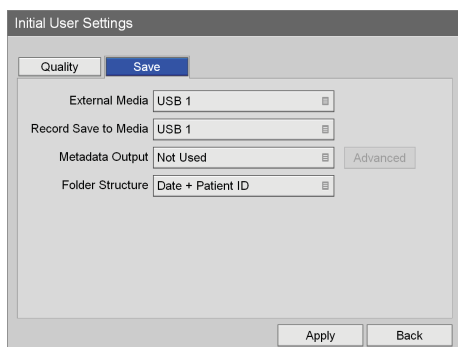 Initial User Settings
Quality Save
External Media USB 1
Record Save to Media USB 1
Metadata Output Not Used Advanced
Folder Structure Date + Patient ID
Apply Back